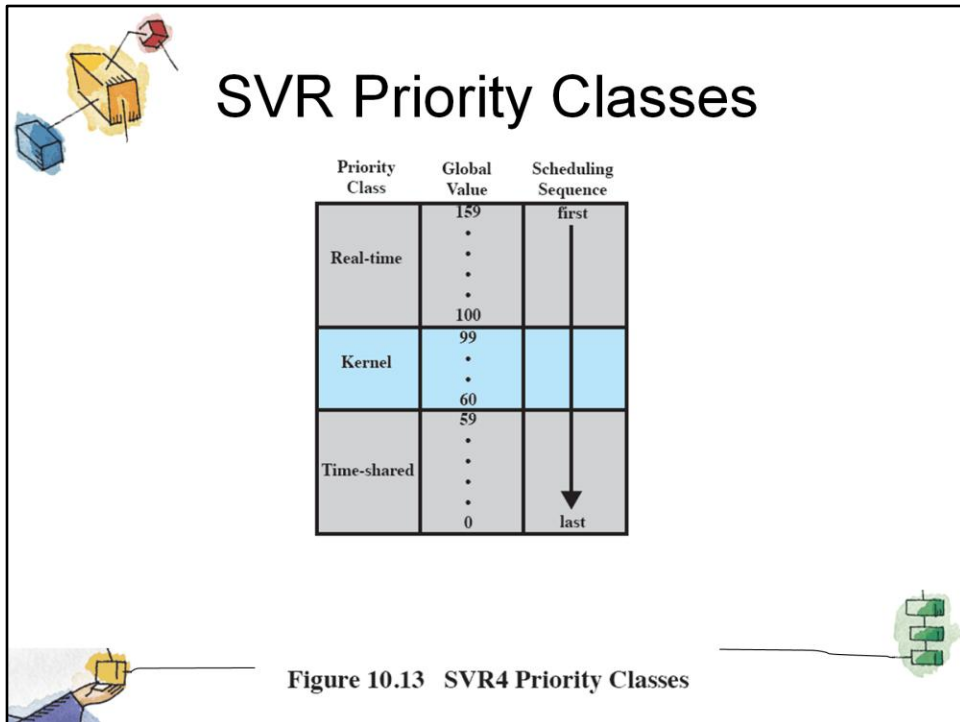 SVR Priority Classes
Priority Class Global Value Scheduling Sequence
Real-time 159 first
•
•
•
•
100
Kernel 99
•
•
60
Time-shared 59
•
•
•
•
0 last
Figure 10.13 SVR4 Priority Classes